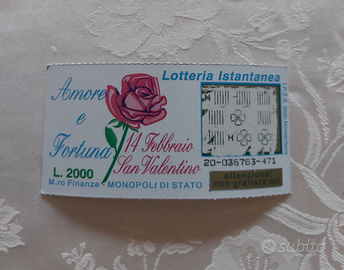 Lotteria Istantanea
Amore
e
Fortuna
14 Febbraio
San Valentino
L. 2000
M.ro Finanze - MONOPOLI DI STATO
20-036763-471
attenzione!
non grattare qui
subito